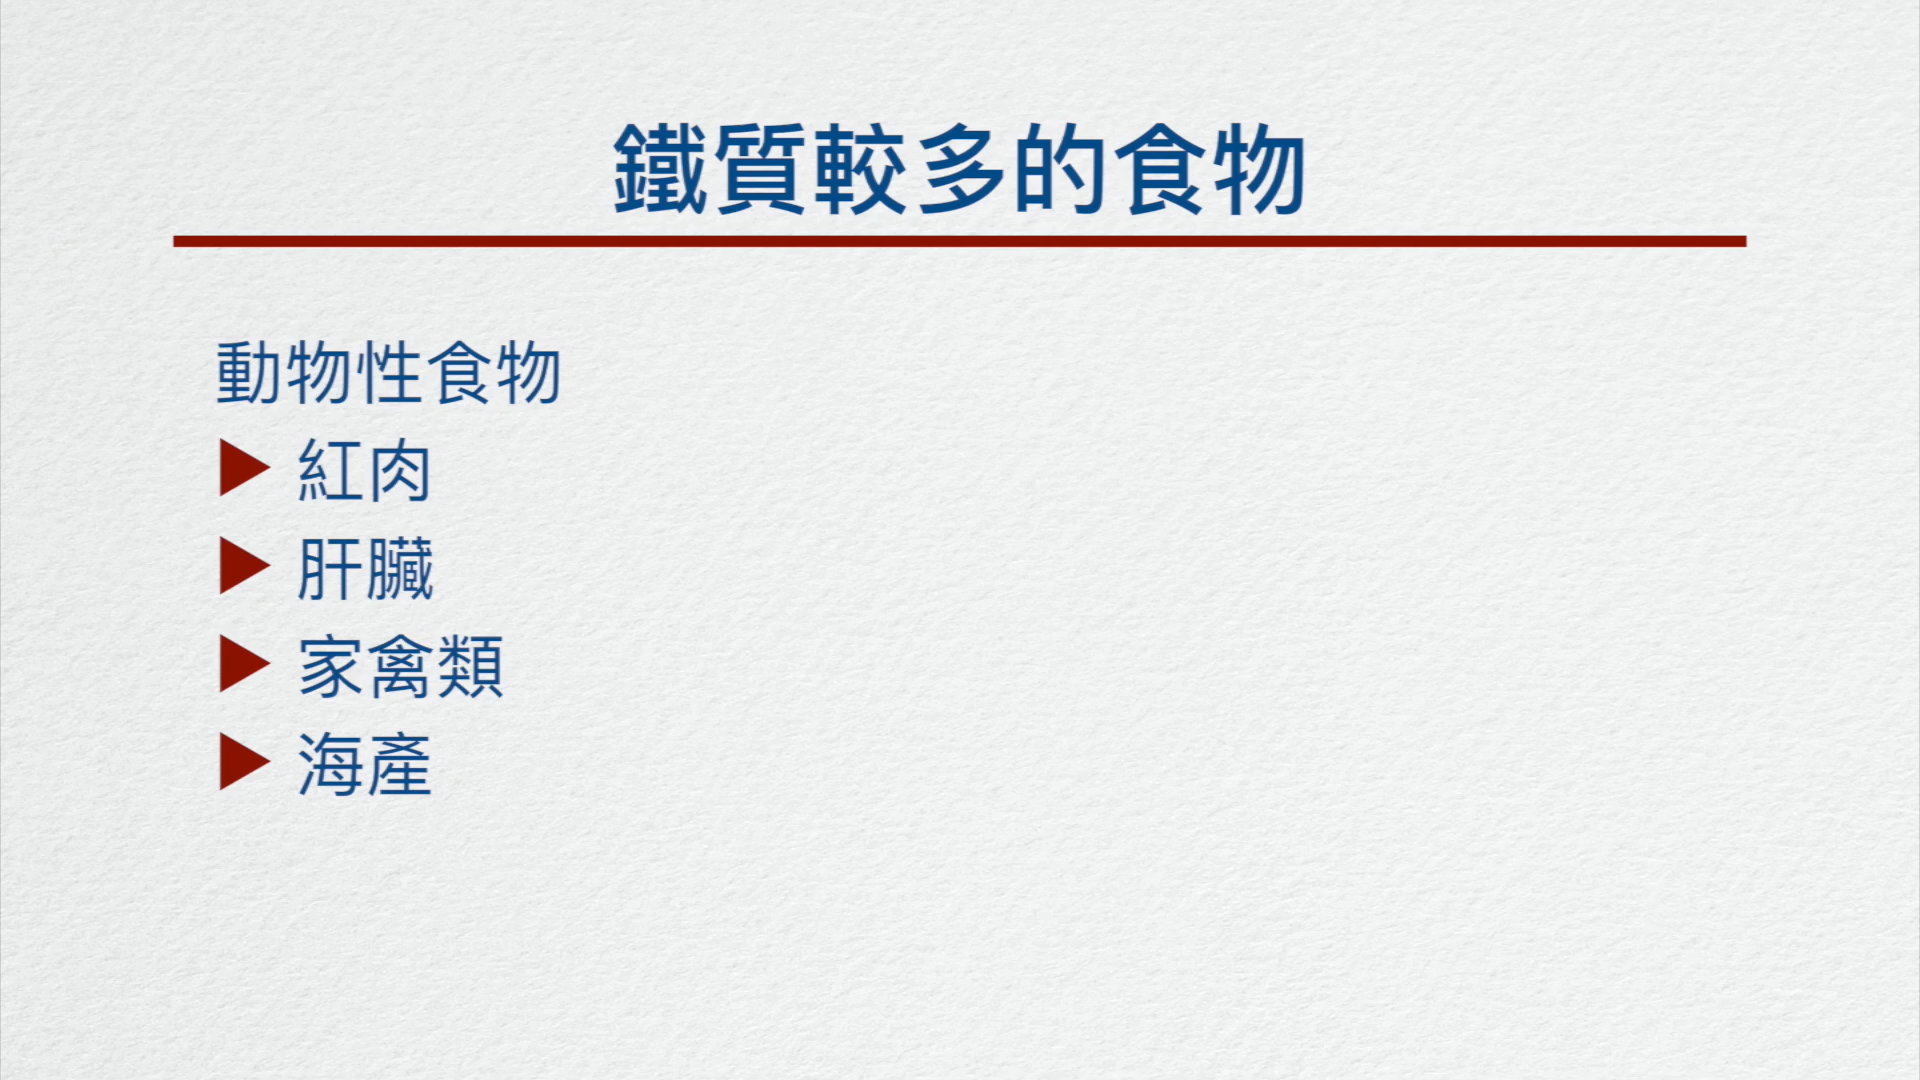 鐵質較多的食物
動物性食物
紅肉
肝臟
家禽類
海產